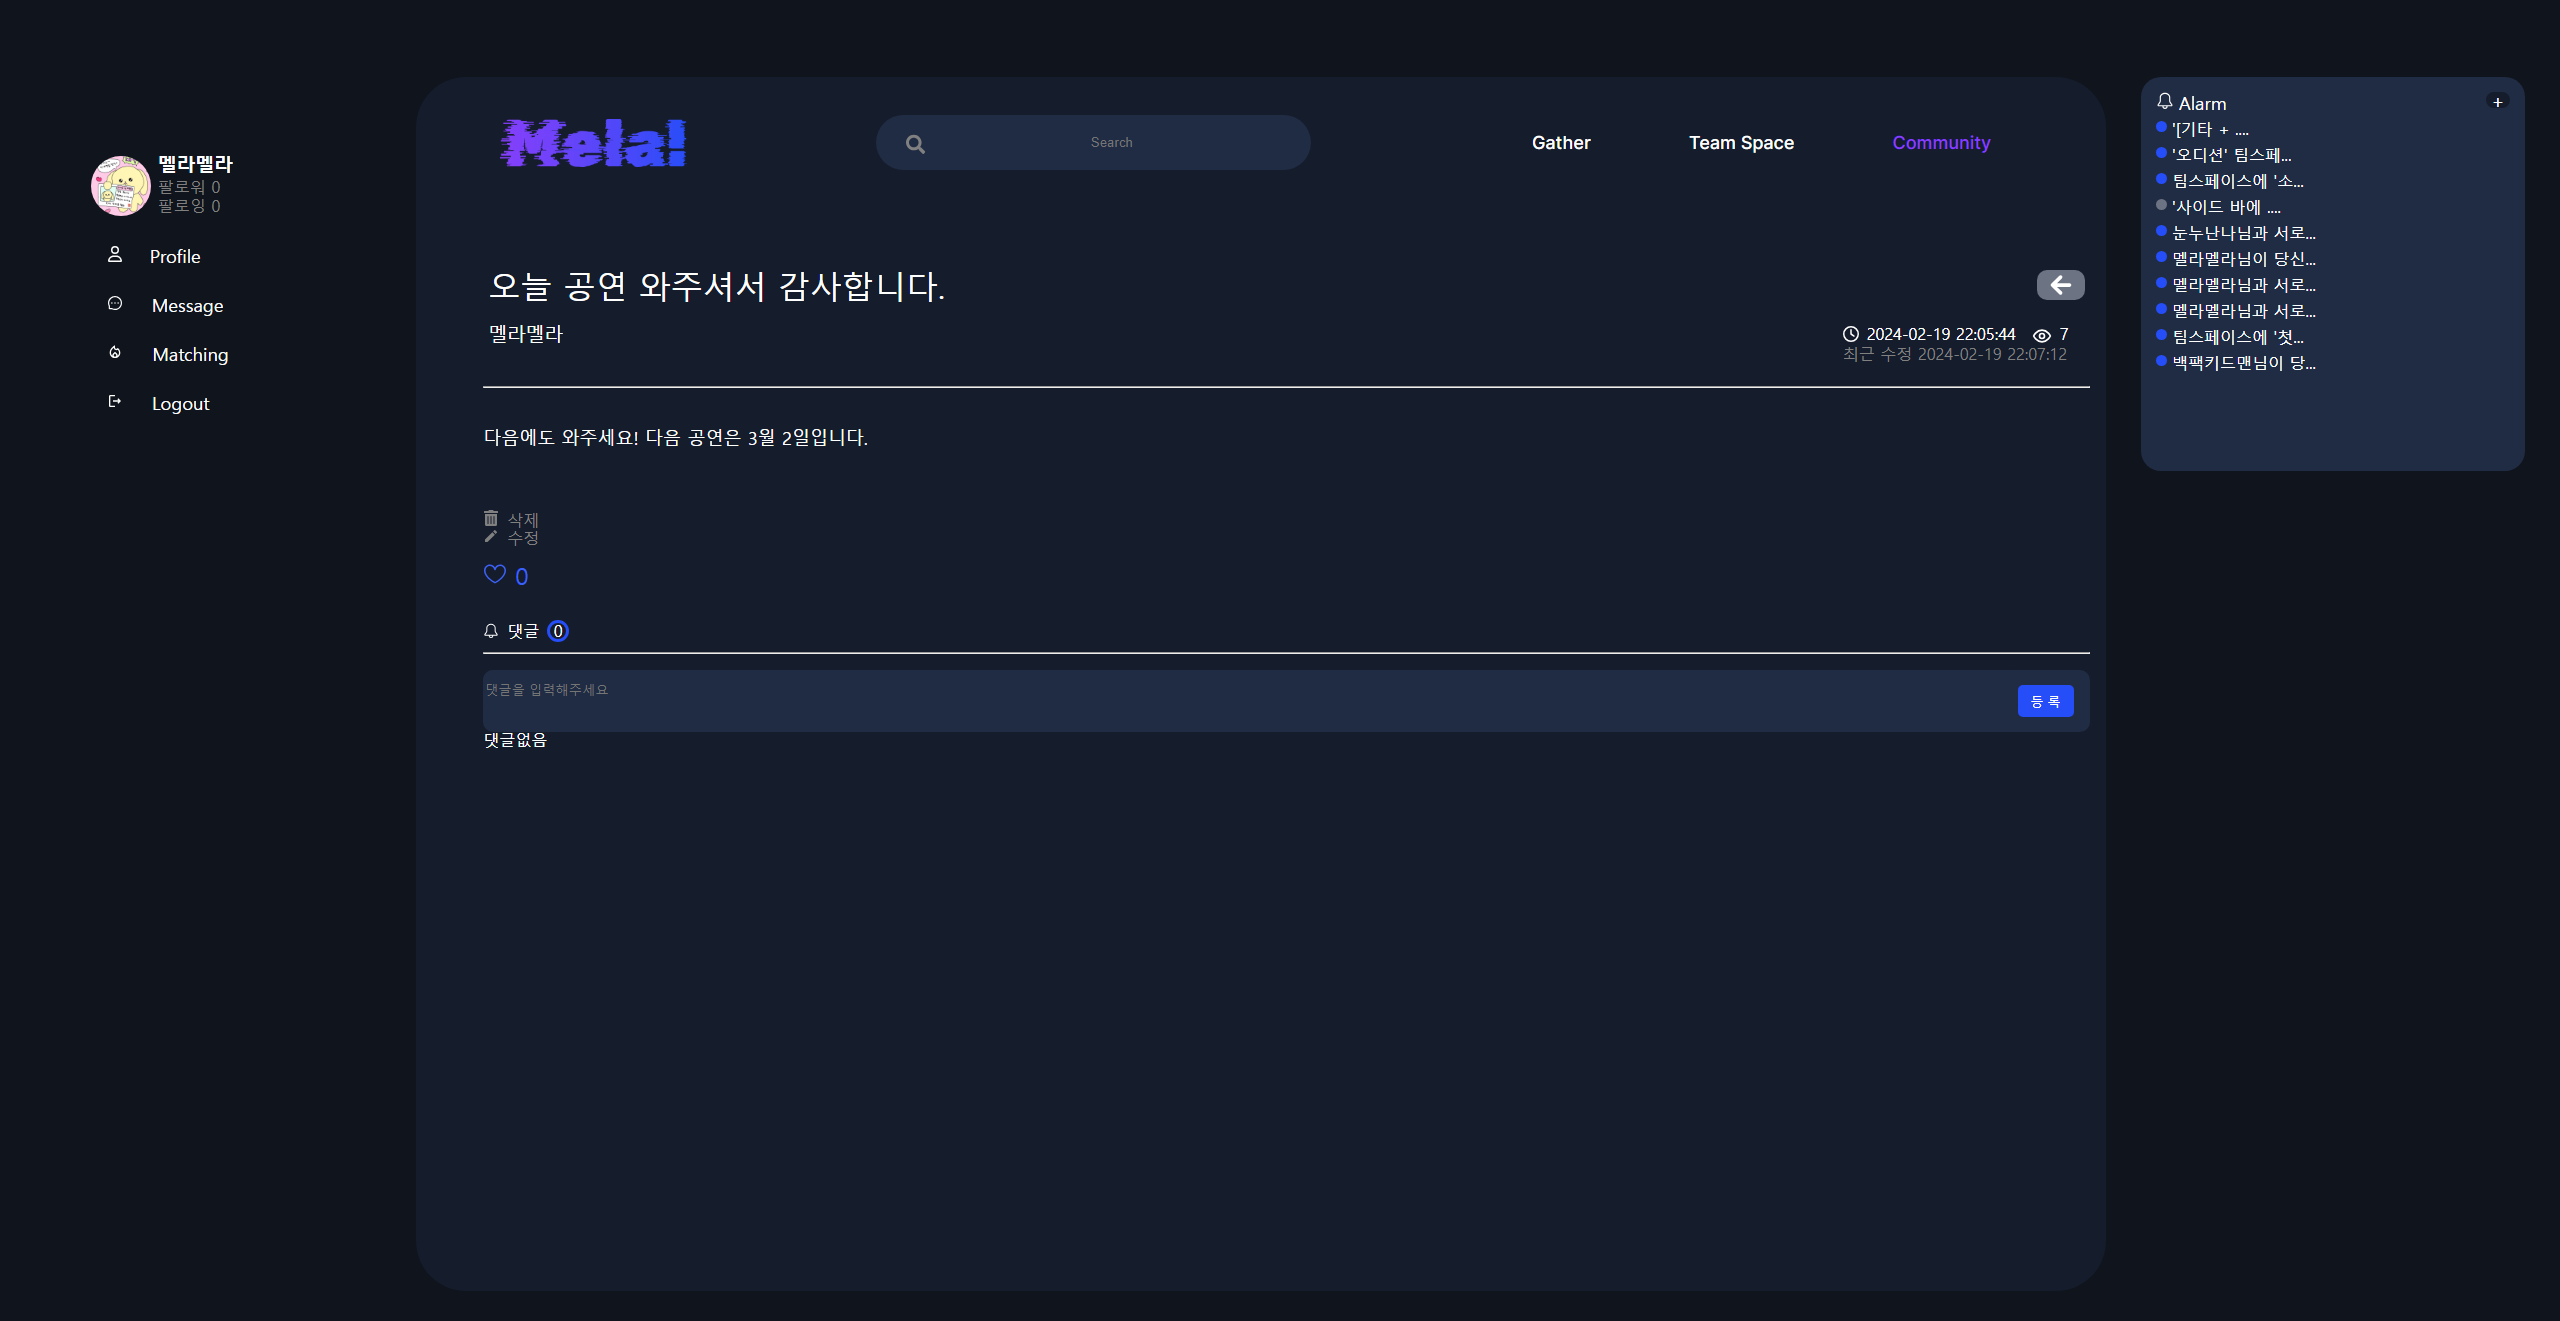 멜라멜라
팔로워 0
팔로잉 0
Profile
Message
Matching
Logout
Mela!
Search
Gather
Team Space
Community
오늘 공연 와주셔서 감사합니다.
멜라멜라
2024-02-19 22:05:44 7
최근 수정 2024-02-19 22:07:12
다음에도 와주세요! 다음 공연은 3월 2일입니다.
삭제
수정
0
댓글 0
댓글을 입력해주세요
등 록
댓글없음
Alarm +
'[기타 + ....
'오디션' 팀스페...
팀스페이스에 '소...
'사이드 바에 ....
눈누난나님과 서로...
멜라멜라님이 당신...
멜라멜라님과 서로...
멜라멜라님과 서로...
팀스페이스에 '첫...
백팩키드맨님이 당...